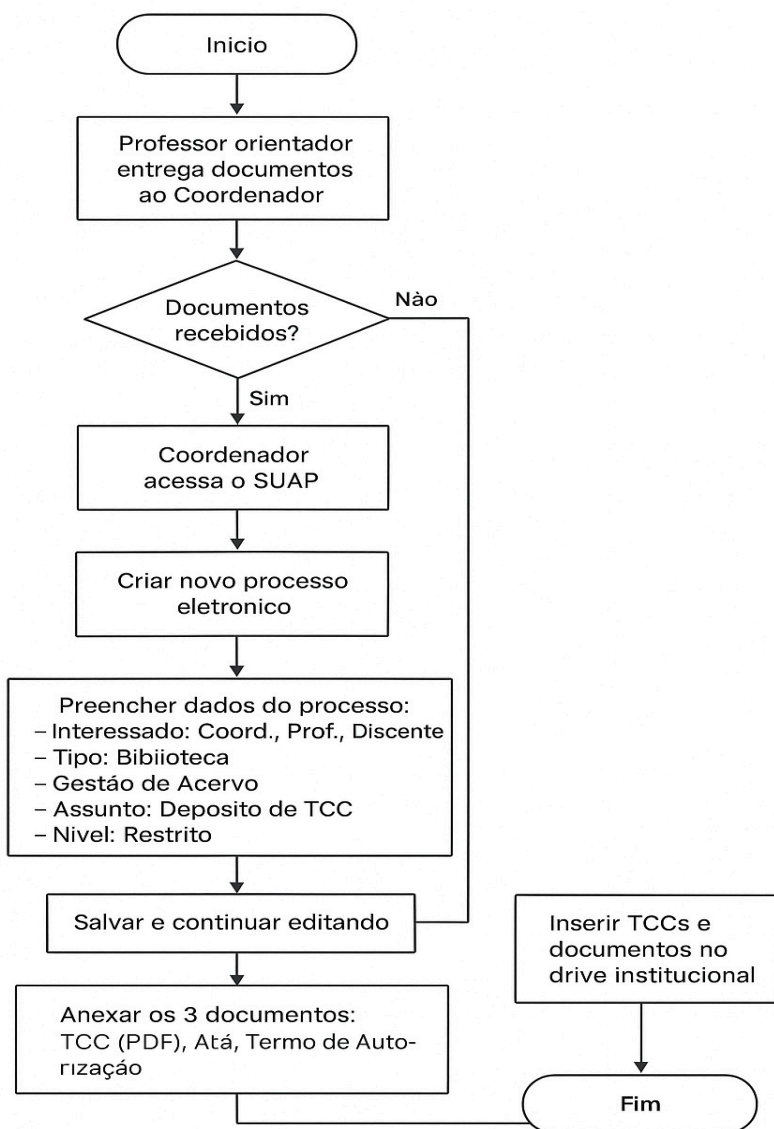 Inicio
Professor orientador
entrega documentos
ao Coordenador
Documentos
recebidos?
Nào
Sim
Coordenador
acessa o SUAP
Criar novo processo
eletronico
Preencher dados do processo:
– Interessado: Coord., Prof., Discente
– Tipo: Bibiioteca
– Gestáo de Acervo
– Assunto: Deposito de TCC
– Nivel: Restrito
Salvar e continuar editando
Anexar os 3 documentos:
TCC (PDF), Atá, Termo de Auto-
rızaçáo
Inserir TCCs e
documentos no
drive institucional
Fim